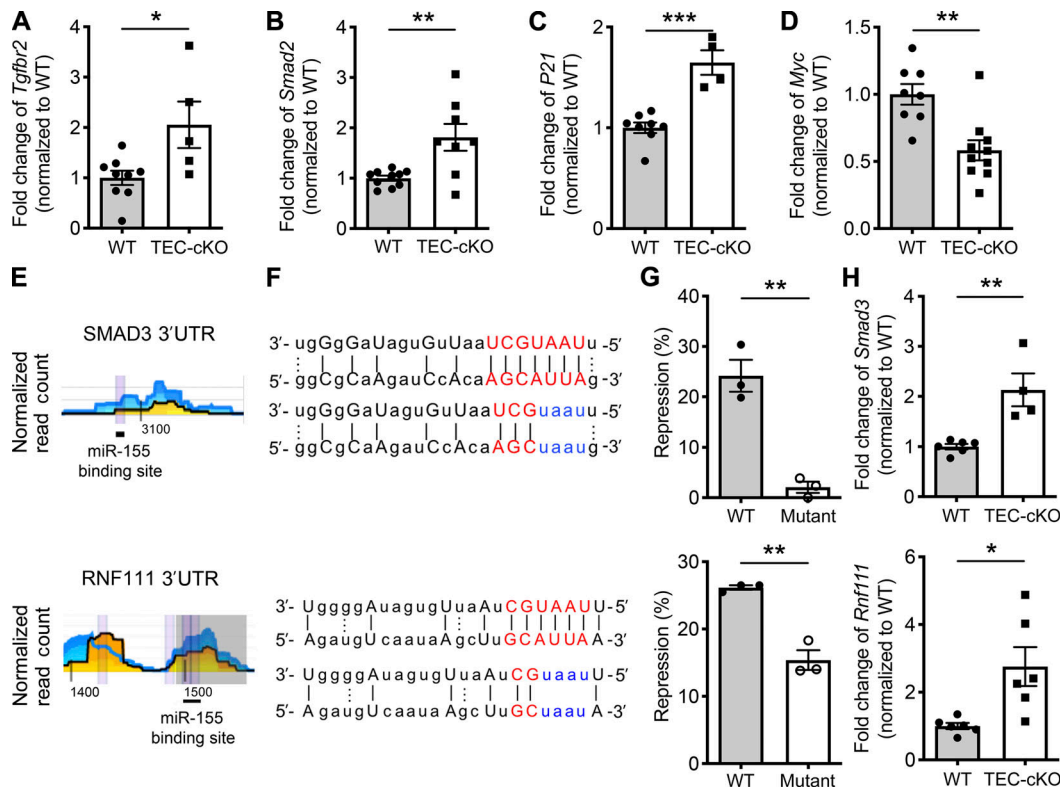 A
*
Fold change of Tgfbr2
(normalized to WT)
4
3
2
1
0
WT
TEC-cKO
B
**
Fold change of Smad2
(normalized to WT)
4
3
2
1
0
WT
TEC-cKO
C
***
Fold change of P21
(normalized to WT)
2
1
0
WT
TEC-cKO
D
**
Fold change of Myc
(normalized to WT)
1.5
1.0
0.5
0
WT
TEC-cKO
E
SMAD3 3′UTR
Normalized
read count
3100
miR-155
binding site
RNF111 3′UTR
Normalized
read count
1400
1500
miR-155
binding site
F
3′- ugGgGaUaguGuUaaUCGUAAUu -5′
5′- ggCgCaAgauCcAcaAGCAUUAg -3′
3′- ugGgGaUaguGuUaaUCGuaauu -5′
5′- ggCgCaAgauCcAcaAGCuaaug -3′
3′- UggggAuaguguUuaAuCGUAAUU -5′
5′- AgaugUcaauaAgcUuGCAUUAA -3′
3′- UggggAuaguguUuaAuCGuaauU -5′
5′- AgaugUcaauaAgcUuGCuaauA -3′
G
**
Repression (%)
40
30
20
10
0
WT
Mutant
**
Repression (%)
30
20
10
0
WT
Mutant
H
**
Fold change of Smad3
(normalized to WT)
4
3
2
1
0
WT
TEC-cKO
*
Fold change of Rnf111
(normalized to WT)
6
4
2
0
WT
TEC-cKO